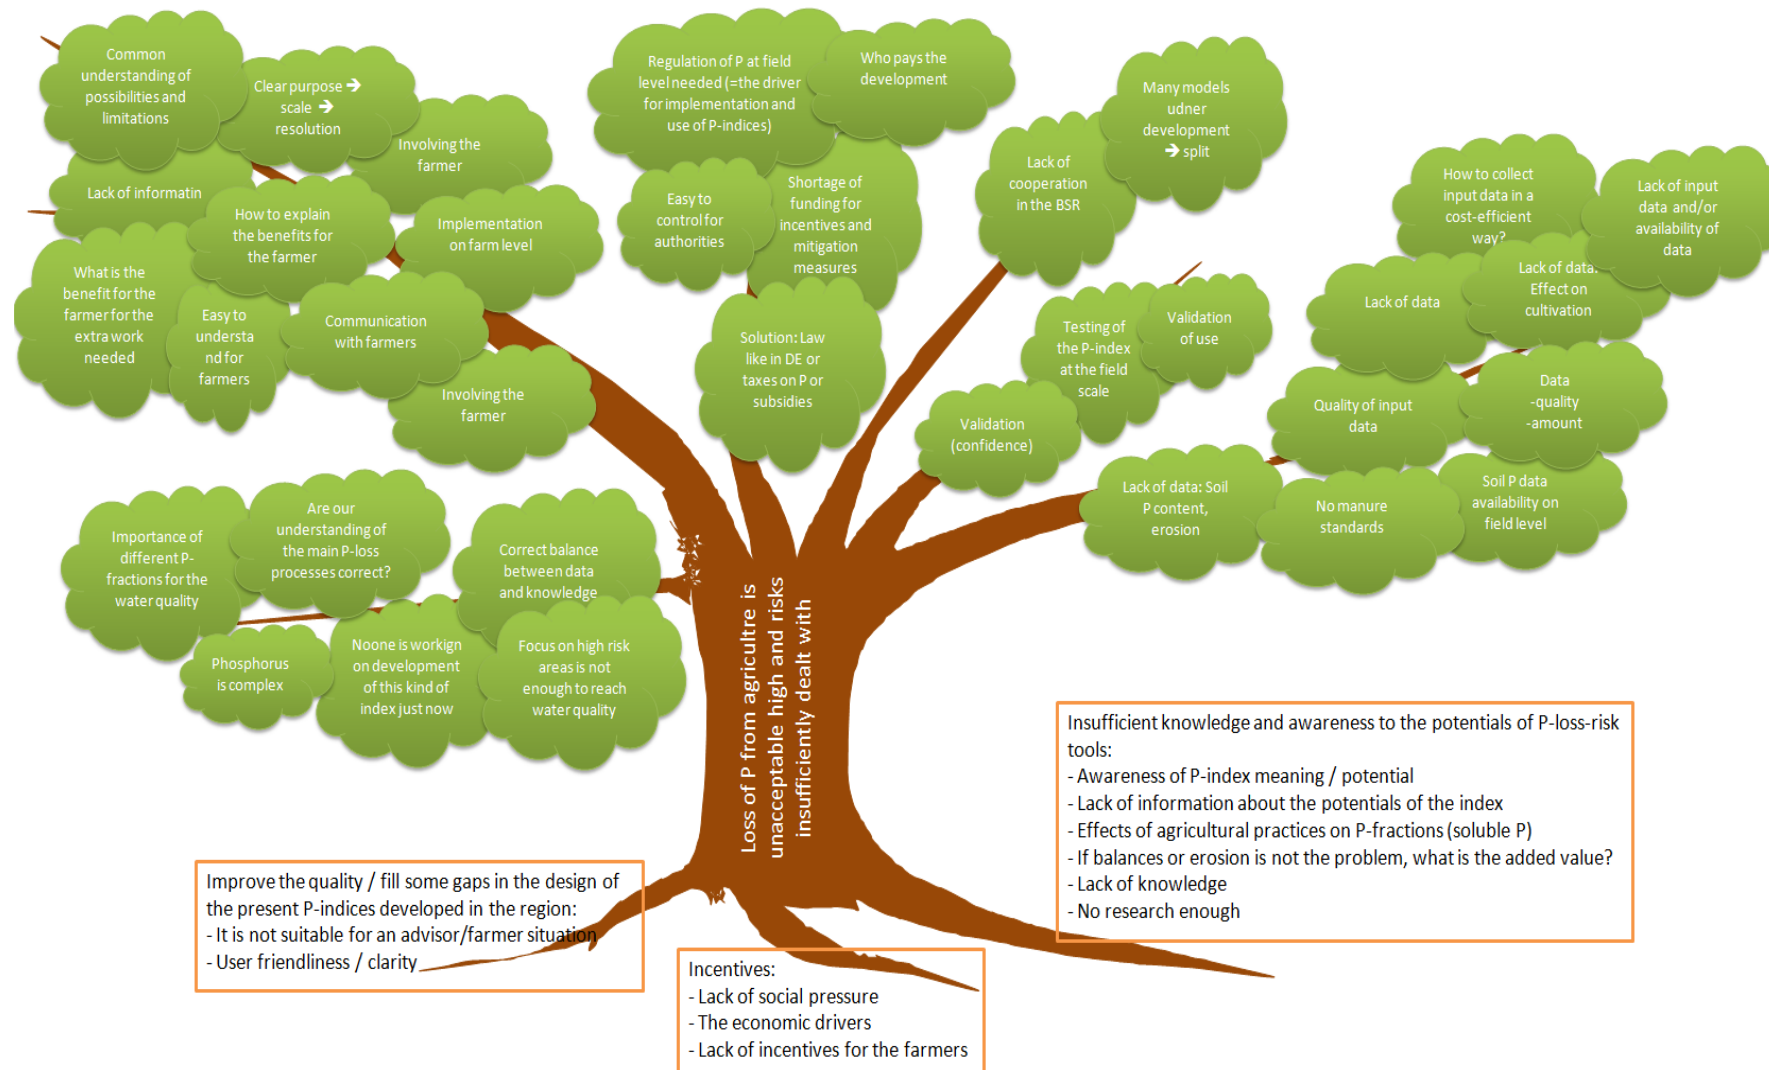 Common
understanding of
possibilities and
limitations
Clear purpose ➔
scale ➔
resolution
Involving the
farmer
Lack of informatin
How to explain
the benefits for
the farmer
Implementation
on farm level
What is the
benefit for the
farmer for the
extra work
needed
Easy to
understa
nd for
farmers
Communication
with farmers
Involving the
farmer
Regulation of P at field
level needed (=the driver
for implementation and
use of P-indices)
Who pays the
development
Easy to
control for
authorities
Shortage of
funding for
incentives and
mitigation
measures
Solution: Law
like in DE or
taxes on P or
subsidies
Lack of
cooperation
in the BSR
Many models
udner
development
➔ split
Testing of
the P-index
at the field
scale
Validation
of use
Validation
(confidence)
How to collect
input data in a
cost-efficient
way?
Lack of input
data and/or
availability of
data
Lack of data
Lack of data:
Effect on
cultivation
Quality of input
data
Data
-quality
-amount
Lack of data: Soil
P content,
erosion
No manure
standards
Soil P data
availability on
field level
Importance of
different P-
fractions for the
water quality
Are our
understanding of
the main P-loss
processes correct?
Correct balance
between data
and knowledge
Phosphorus
is complex
Noone is workign
on development
of this kind of
index just now
Focus on high risk
areas is not
enough to reach
water quality
Loss of P from agricultre is
unacceptable high and risks
insufficiently dealt with
Improve the quality / fill some gaps in the design of
the present P-indices developed in the region:
- It is not suitable for an advisor/farmer situation
- User friendliness / clarity
Incentives:
- Lack of social pressure
- The economic drivers
- Lack of incentives for the farmers
Insufficient knowledge and awareness to the potentials of P-loss-risk
tools:
- Awareness of P-index meaning / potential
- Lack of information about the potentials of the index
- Effects of agricultural practices on P-fractions (soluble P)
- If balances or erosion is not the problem, what is the added value?
- Lack of knowledge
- No research enough